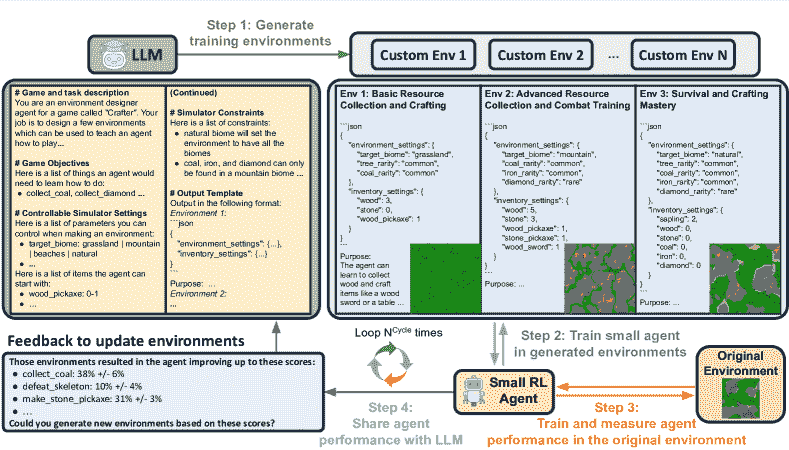 Step 1: Generate
training environments
LLM
Custom Env 1
Custom Env 2
...
Custom Env N
# Game and task description
You are an environment designer
agent for a game called "Crafter". Your
job is to design a few environments
which can be used to teach an agent
how to play...
# Game Objectives
Here is a list of things an agent would
need to learn how to do:
• collect_coal, collect_diamond ...
# Controllable Simulator Settings
Here is a list of parameters you can
control when making an environment:
• target_biome: grassland | mountain
| beaches | natural
• ...
Here is a list of items the agent can
start with:
• wood_pickaxe: 0-1
• ...
(Continued)
# Simulator Constraints
Here is a list of constraints:
• natural biome will set the
environment to have all the
biomes
• coal, iron, and diamond can only
be found in a mountain biome ...
# Output Template
Output in the following format:
Environment 1:
```json
{
"environment_settings": {...},
"inventory_settings": {...}
}
```
Purpose: ...
Environment 2:
...
Env 1: Basic Resource
Collection and Crafting
```json
{
"environment_settings": {
"target_biome": "grassland",
"tree_rarity": "common",
"coal_rarity": "common"
},
"inventory_settings": {
"wood": 3,
"stone": 0,
"wood_pickaxe": 1
}
}
```
Purpose:
The agent can
learn to collect
wood and craft
items like a wood
sword or a table ...
Env 2: Advanced Resource
Collection and Combat Training
```json
{
"environment_settings": {
"target_biome": "mountain",
"coal_rarity": "common",
"iron_rarity": "common",
"diamond_rarity": "rare"
},
"inventory_settings": {
"wood": 5,
"stone": 3,
"wood_pickaxe": 1,
"stone_pickaxe": 1,
"wood_sword": 1
}
}
```
Purpose: ...
Env 3: Survival and Crafting
Mastery
```json
{
"environment_settings": {
"target_biome": "natural",
"tree_rarity": "common",
"coal_rarity": "common",
"iron_rarity": "common",
"diamond_rarity": "rare"
},
"inventory_settings": {
"sapling": 2,
"wood": 0,
"stone": 0,
"coal": 0,
"iron": 0,
"diamond": 0
}
}
```
Purpose: ...
Feedback to update environments
Those environments resulted in the agent improving up to these scores:
• collect_coal: 38% +/- 6%
• defeat_skeleton: 10% +/- 4%
• make_stone_pickaxe: 31% +/- 3%
• ...
Could you generate new environments based on these scores?
Loop NCycle times
Step 2: Train small agent
in generated environments
Step 4:
Share agent
performance with LLM
Small RL
Agent
Step 3:
Train and measure agent
performance in the original environment
Original
Environment